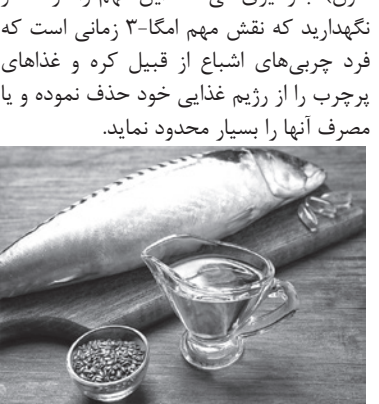 نگهدارید که نقش مهم امگا-۳ زمانی است که
فرد چربی‌های اشباع از قبیل کره و غذاهای
پرچرب را از رژیم غذایی خود حذف نموده و یا
مصرف آنها را بسیار محدود نماید.